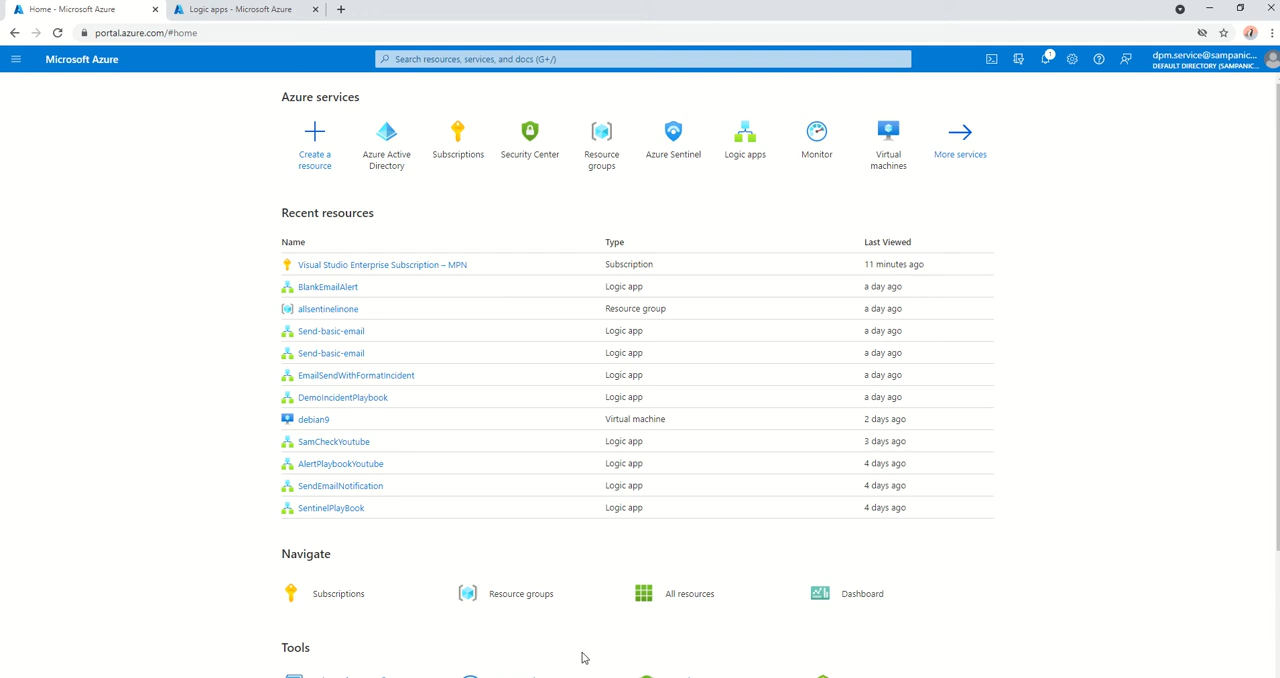 Home - Microsoft Azure
Logic apps - Microsoft Azure
portal.azure.com/#home
Microsoft Azure
Search resources, services, and docs (G+/)
1
dpm.service@sampanic...
DEFAULT DIRECTORY (SAMPANIC...
Azure services
Create a resource
Azure Active Directory
Subscriptions
Security Center
Resource groups
Azure Sentinel
Logic apps
Monitor
Virtual machines
More services
Recent resources
Name Type Last Viewed
Visual Studio Enterprise Subscription – MPN Subscription 11 minutes ago
BlankEmailAlert Logic app a day ago
allsentinelinone Resource group a day ago
Send-basic-email Logic app a day ago
Send-basic-email Logic app a day ago
EmailSendWithFormatIncident Logic app a day ago
DemoIncidentPlaybook Logic app a day ago
debian9 Virtual machine 2 days ago
SamCheckYoutube Logic app 3 days ago
AlertPlaybookYoutube Logic app 4 days ago
SendEmailNotification Logic app 4 days ago
SentinelPlayBook Logic app 4 days ago
Navigate
Subscriptions Resource groups All resources Dashboard
Tools